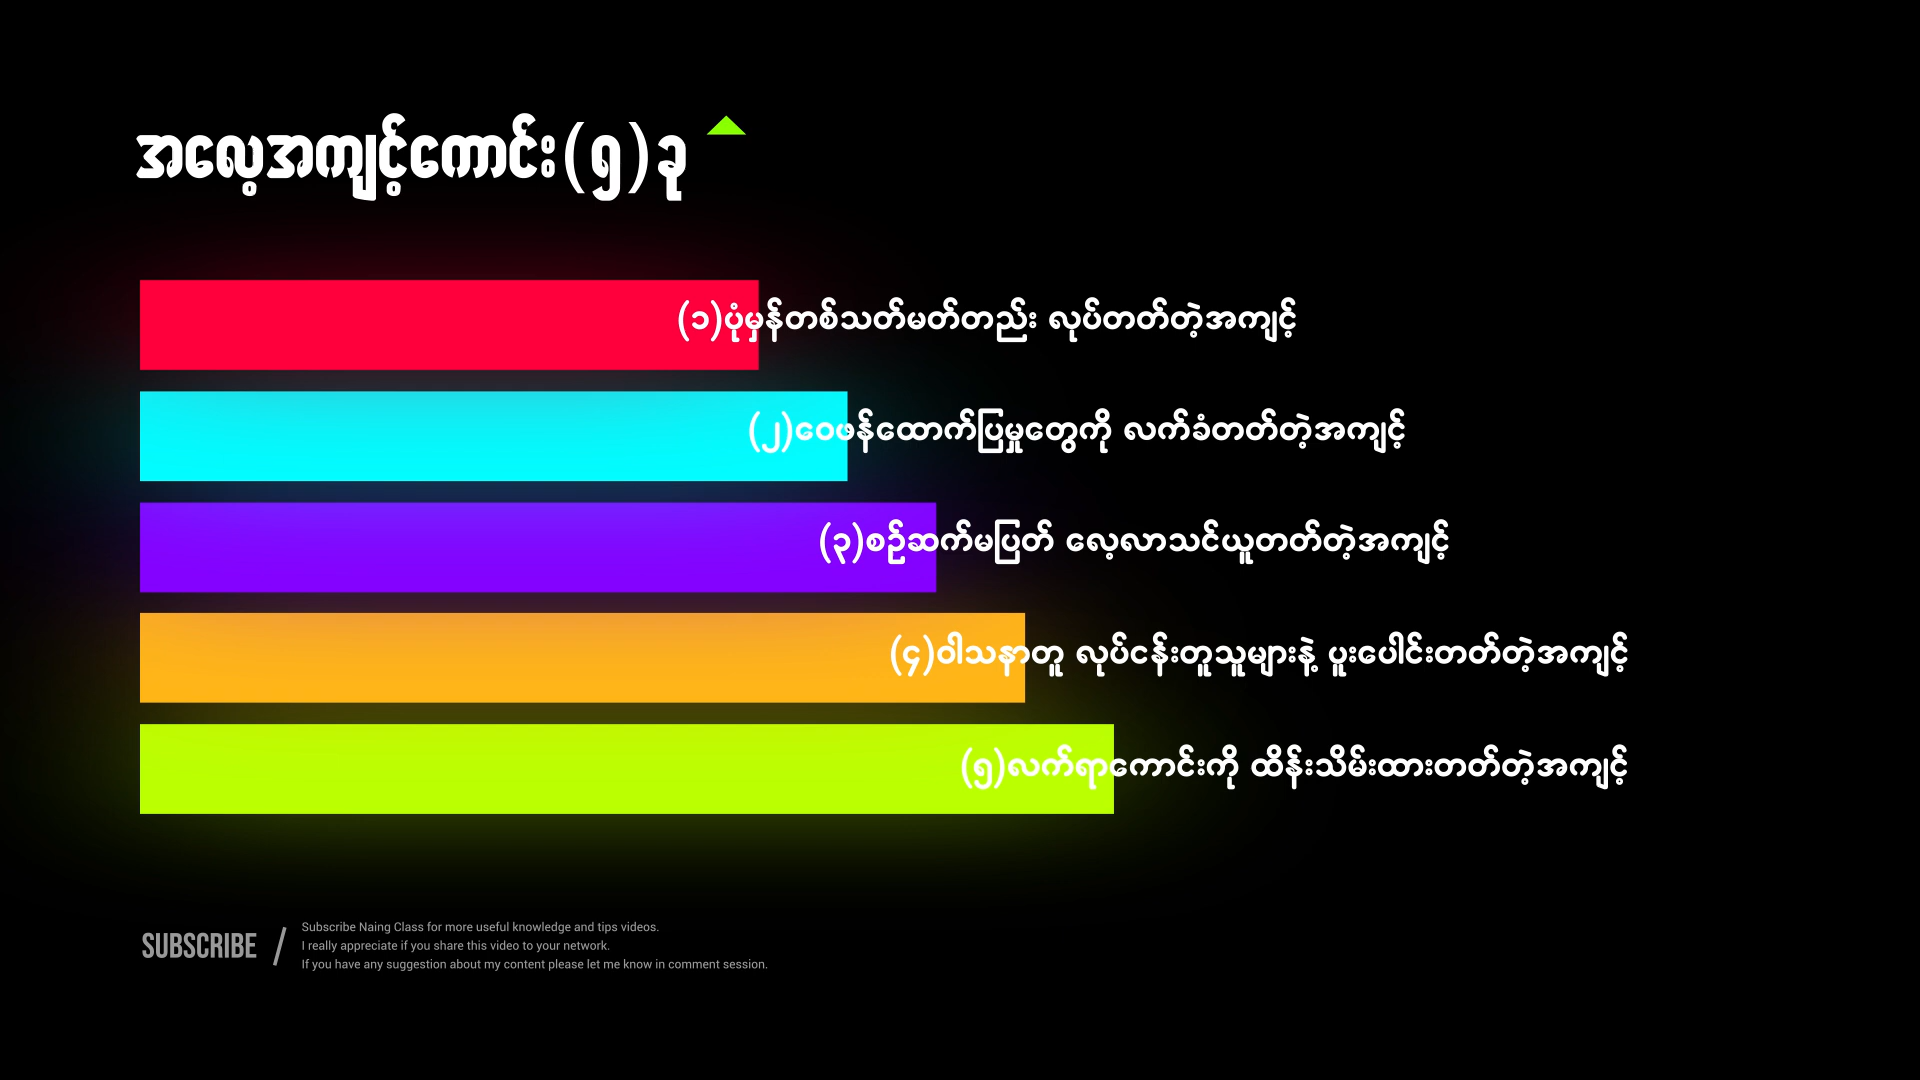 အလေ့အကျင့်ကောင်း(၅)ခု
(၁)ပုံမှန်တစ်သတ်မတ်တည်း လုပ်တတ်တဲ့အကျင့်
(၂)ဝေဖန်ထောက်ပြမှုတွေကို လက်ခံတတ်တဲ့အကျင့်
(၃)စဉ်ဆက်မပြတ် လေ့လာသင်ယူတတ်တဲ့အကျင့်
(၄)ဝါသနာတူ လုပ်ငန်းတူသူများနဲ့ ပူးပေါင်းတတ်တဲ့အကျင့်
(၅)လက်ရာကောင်းကို ထိန်းသိမ်းထားတတ်တဲ့အကျင့်
SUBSCRIBE /
Subscribe Naing Class for more useful knowledge and tips videos.
I really appreciate if you share this video to your network.
If you have any suggestion about my content please let me know in comment session.